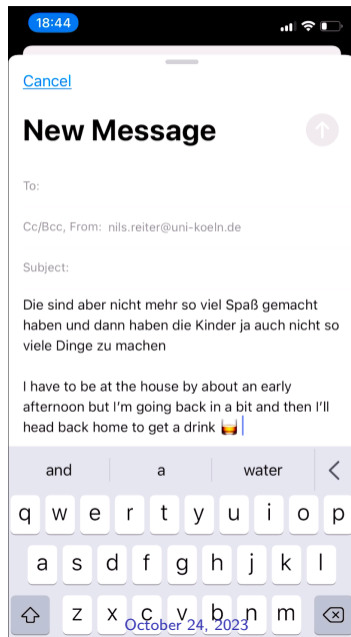 18:44
Cancel
New Message
To:
Cc/Bcc, From: nils.reiter@uni-koeln.de
Subject:
Die sind aber nicht mehr so viel Spaß gemacht
haben und dann haben die Kinder ja auch nicht so
viele Dinge zu machen
I have to be at the house by about an early
afternoon but I’m going back in a bit and then I’ll
head back home to get a drink 🥃
and a water
q w e r t y u i o p
a s d f g h j k l
z x c v b n m
October 24, 2023